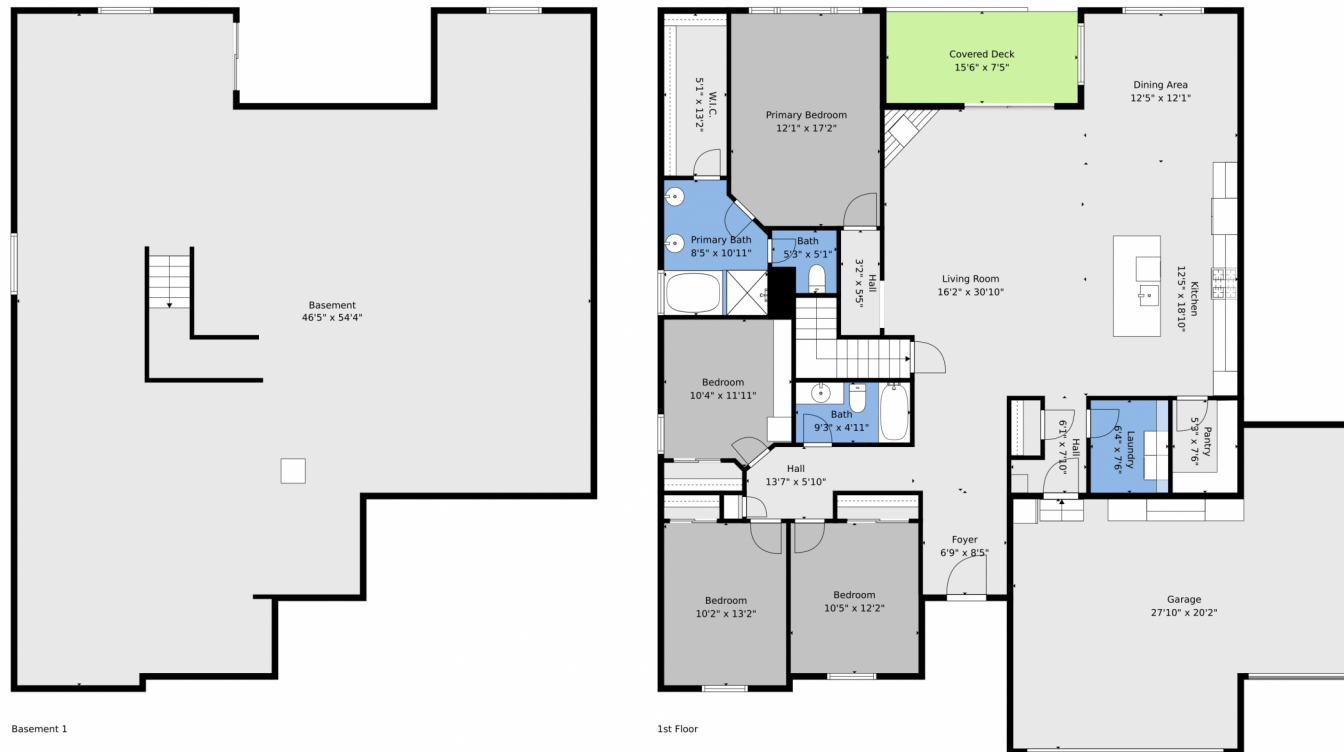 Basement
46'5" x 54'4"
Basement 1
Covered Deck
15'6" x 7'5"
Dining Area
12'5" x 12'1"
W.I.C.
5'1" x 13'2"
Primary Bedroom
12'1" x 17'2"
Primary Bath
8'5" x 10'11"
Bath
5'3" x 5'1"
Hall
3'2" x 5'5"
Living Room
16'2" x 30'10"
Kitchen
12'5" x 18'10"
Bedroom
10'4" x 11'11"
Bath
9'3" x 4'11"
Hall
6'1" x 7'10"
Laundry
6'4" x 7'6"
Pantry
5'3" x 7'6"
Hall
13'7" x 5'10"
Foyer
6'9" x 8'5"
Bedroom
10'2" x 13'2"
Bedroom
10'5" x 12'2"
Garage
27'10" x 20'2"
1st Floor